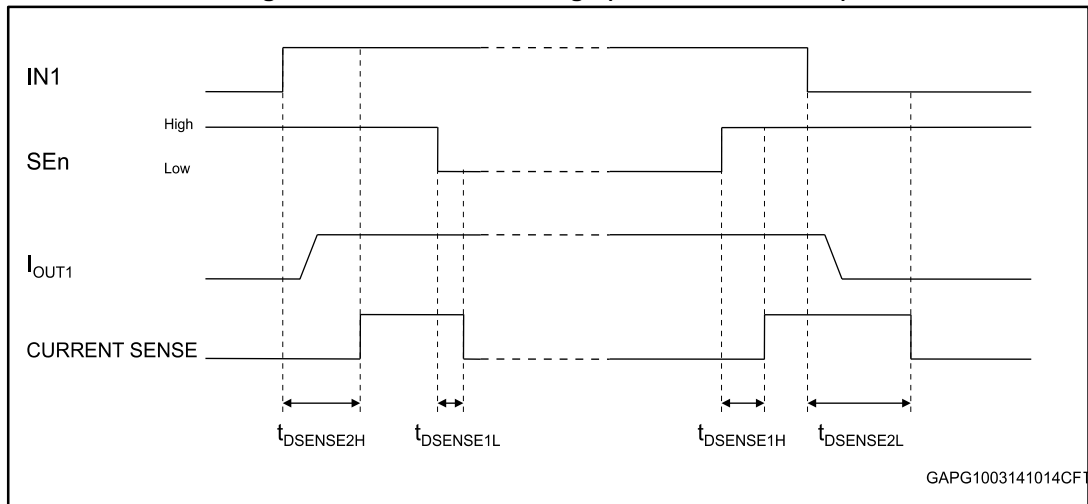 IN1
High
SEn
Low
IOUT1
CURRENT SENSE
tDSENSE2H
tDSENSE1L
tDSENSE1H
tDSENSE2L
GAPG1003141014CFT